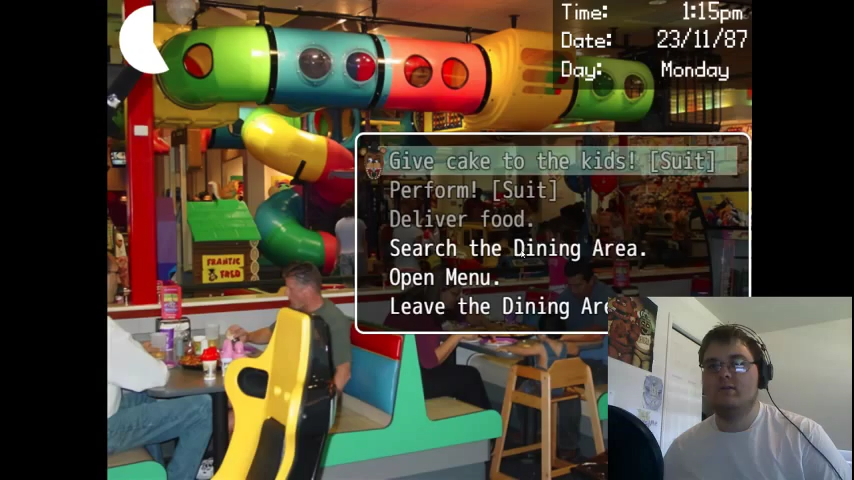 Time: 1:15pm
Date: 23/11/87
Day: Monday
Give cake to the kids! [Suit]
Perform! [Suit]
Deliver food.
Search the Dining Area.
Open Menu.
Leave the Dining Are
FRANTIC
FRED